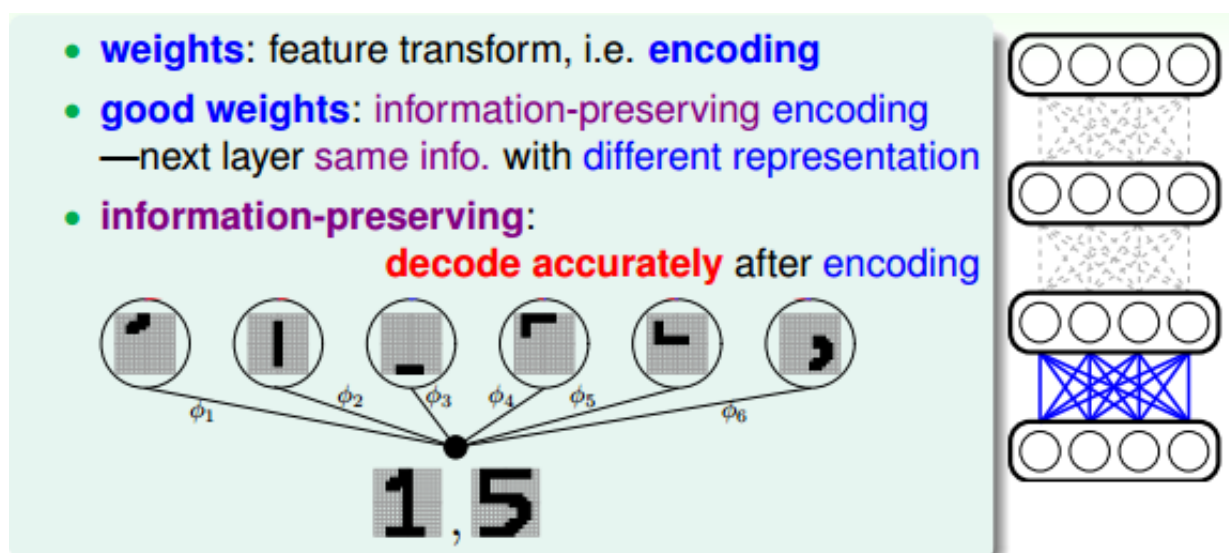 • weights: feature transform, i.e. encoding
• good weights: information-preserving encoding
—next layer same info. with different representation
• information-preserving:
decode accurately after encoding
ϕ1 ϕ2 ϕ3 ϕ4 ϕ5 ϕ6
1, 5